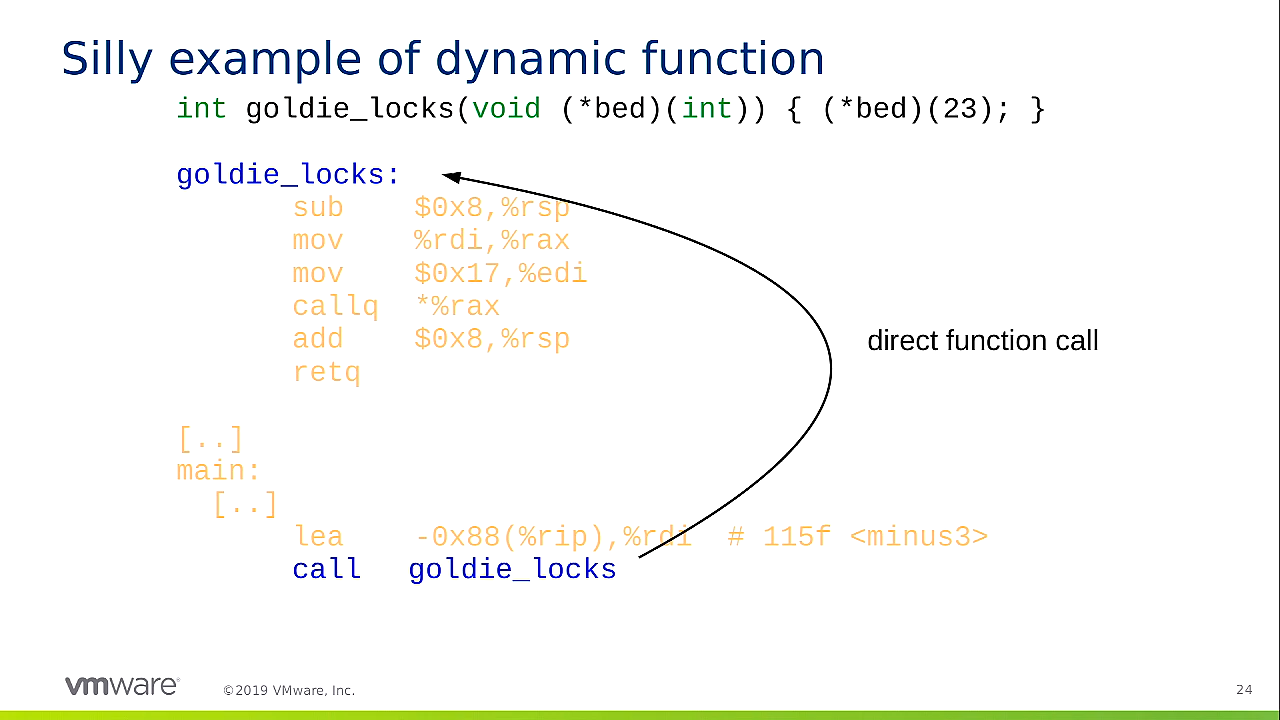 Silly example of dynamic function
int goldie_locks(void (*bed)(int)) { (*bed)(23); }
goldie_locks:
sub $0x8,%rsp
mov %rdi,%rax
mov $0x17,%edi
callq *%rax
add $0x8,%rsp
direct function call
retq
[..]
main:
[..]
lea -0x88(%rip),%rdi # 115f <minus3>
call goldie_locks
vmware
©2019 VMware, Inc.
24